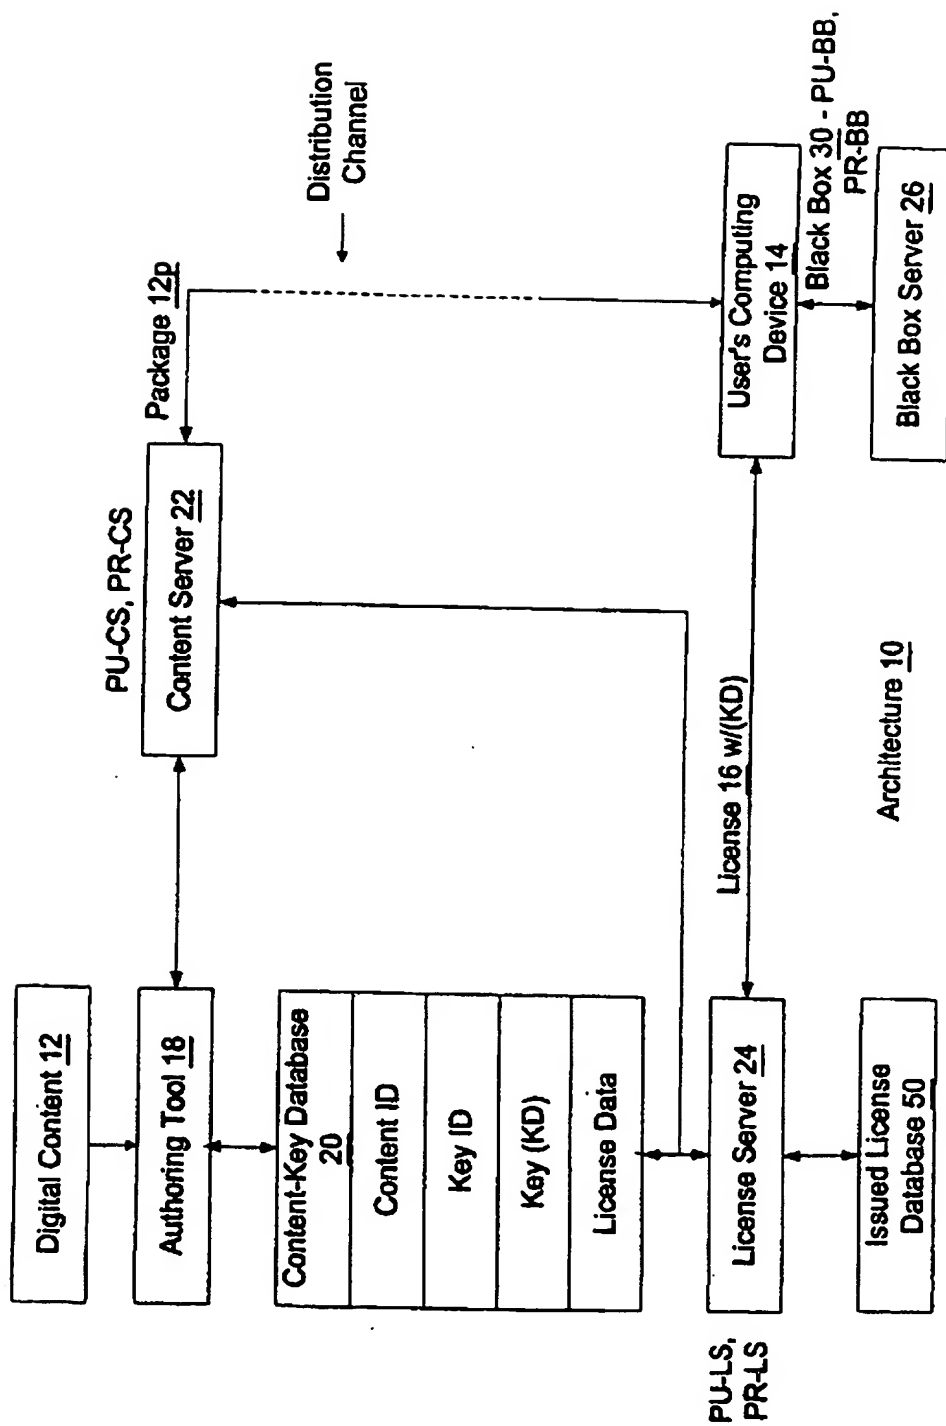 Digital Content 12
Authoring Tool 18
Content-Key Database
20
Content ID
Key ID
Key (KD)
License Data
PU-LS,
PR-LS
License Server 24
Issued License
Database 50
PU-CS, PR-CS
Content Server 22
License 16 w/(KD)
Architecture 10
Package 12p
Distribution
Channel
User's Computing
Device 14
Black Box 30 - PU-BB,
PR-BB
Black Box Server 26